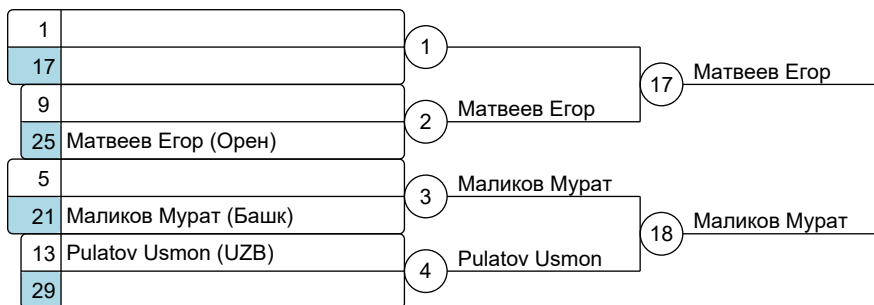 1
17
1
9
25 Матвеев Егор (Орен)
2
Матвеев Егор
17
Матвеев Егор
5
21 Маликов Мурат (Башк)
3
Маликов Мурат
13 Pulatov Usmon (UZB)
29
4
Pulatov Usmon
18
Маликов Мурат